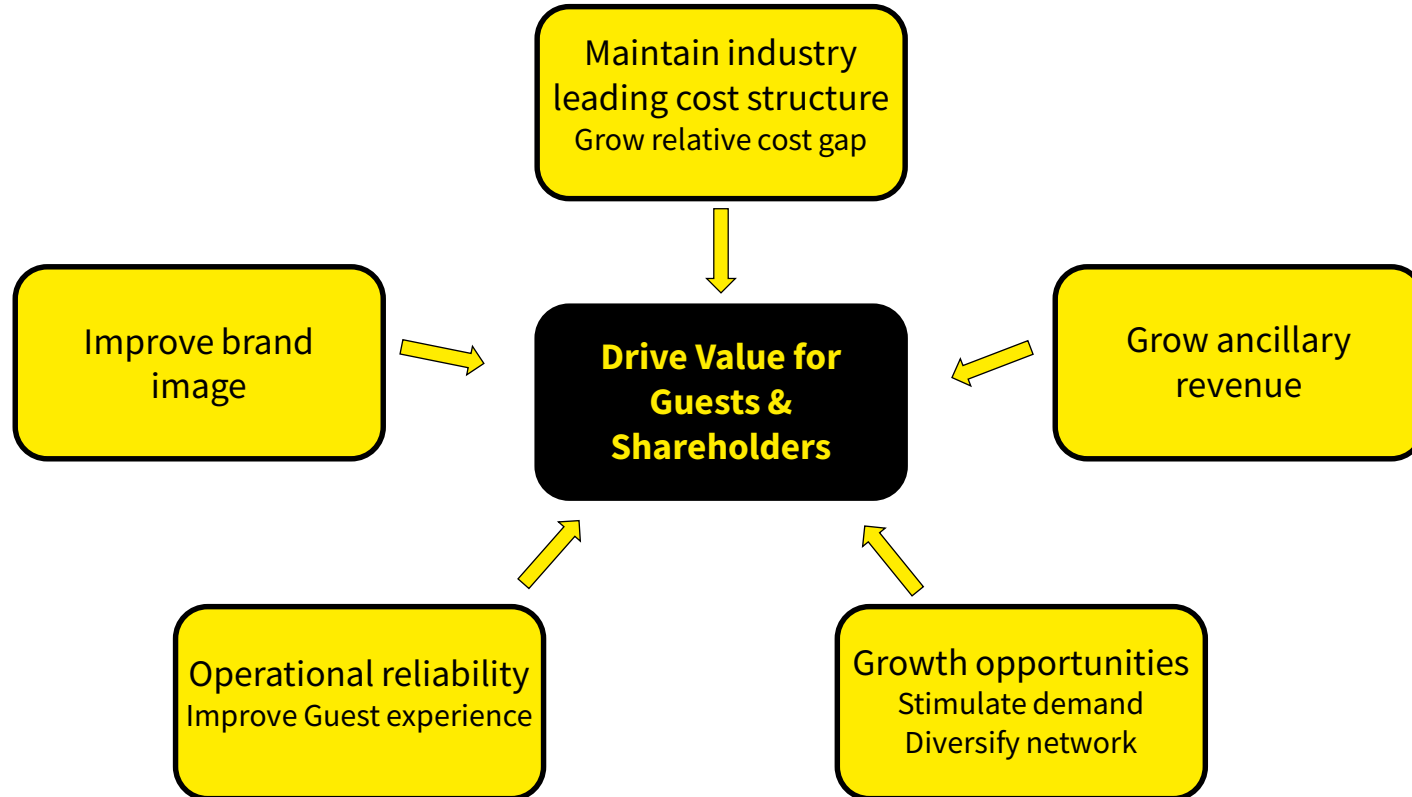 Maintain industry
leading cost structure
Grow relative cost gap
Improve brand
image
Drive Value for
Guests &
Shareholders
Grow ancillary
revenue
Operational reliability
Improve Guest experience
Growth opportunities
Stimulate demand
Diversify network